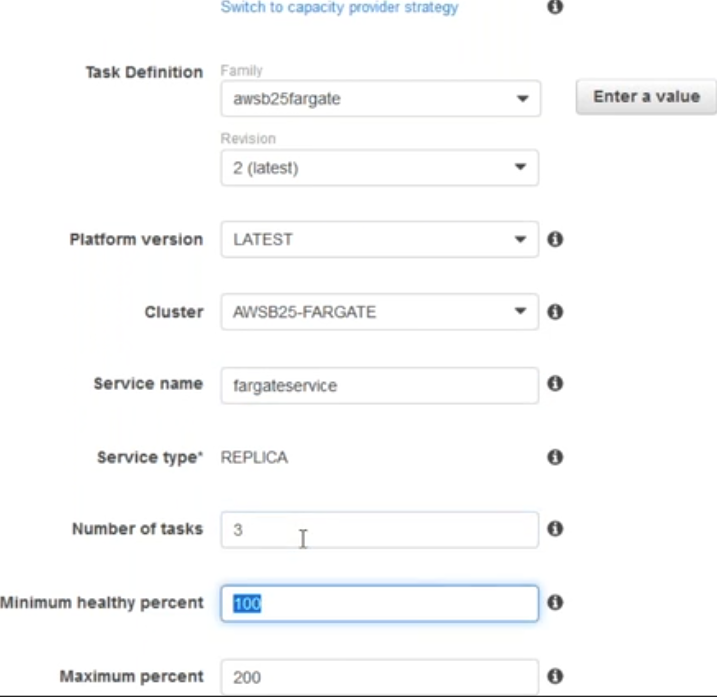 Switch to capacity provider strategy
Task Definition
Family
awsb25fargate
Enter a value
Revision
2 (latest)
Platform version
LATEST
Cluster
AWSB25-FARGATE
Service name
fargateservice
Service type*
REPLICA
Number of tasks
3
Minimum healthy percent
100
Maximum percent
200